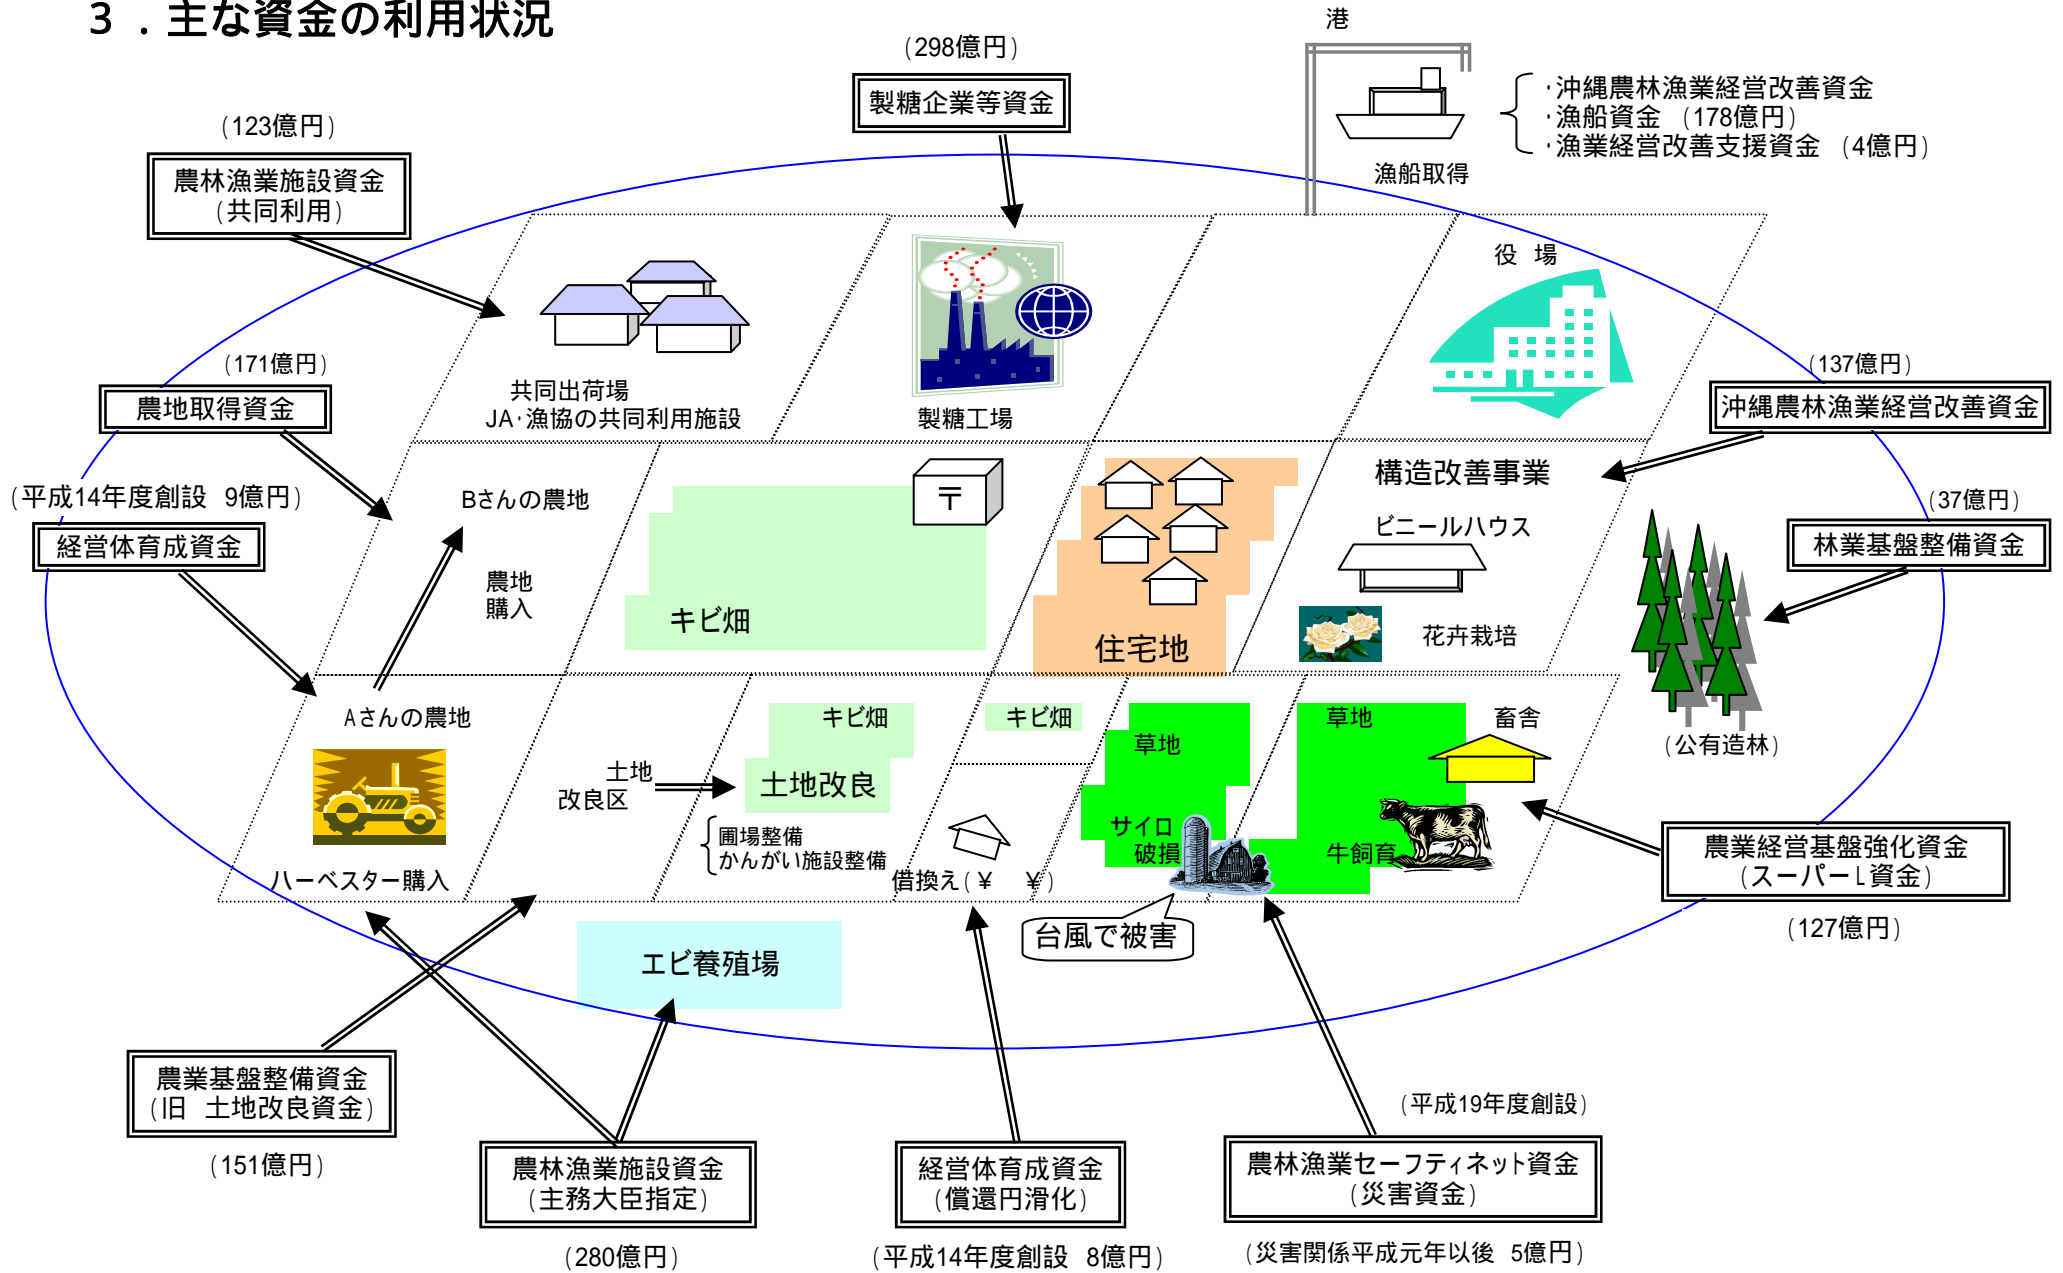 ３．主な資金の利用状況
港
(298億円)
製糖企業等資金
・沖縄農林漁業経営改善資金
・漁船資金 (178億円)
・漁業経営改善支援資金 (4億円)
漁船取得
(123億円)
農林漁業施設資金
(共同利用)
役 場
共同出荷場
JA・漁協の共同利用施設
製糖工場
(171億円)
農地取得資金
(137億円)
沖縄農林漁業経営改善資金
(平成14年度創設 9億円)
経営体育成資金
Bさんの農地
農地
購入
〒
キビ畑
住宅地
構造改善事業
ビニールハウス
花卉栽培
(37億円)
林業基盤整備資金
(公有造林)
Aさんの農地
ハーベスター購入
土地
改良区
キビ畑
土地改良
圃場整備
かんがい施設整備
キビ畑
借換え(¥ ¥)
草地
サイロ
破損
草地
畜舎
牛飼育
台風で被害
農業経営基盤強化資金
(スーパーL資金)
(127億円)
エビ養殖場
農業基盤整備資金
(旧 土地改良資金)
(151億円)
農林漁業施設資金
(主務大臣指定)
(280億円)
経営体育成資金
(償還円滑化)
(平成14年度創設 8億円)
(平成19年度創設)
農林漁業セーフティネット資金
(災害資金)
(災害関係平成元年以後 5億円)